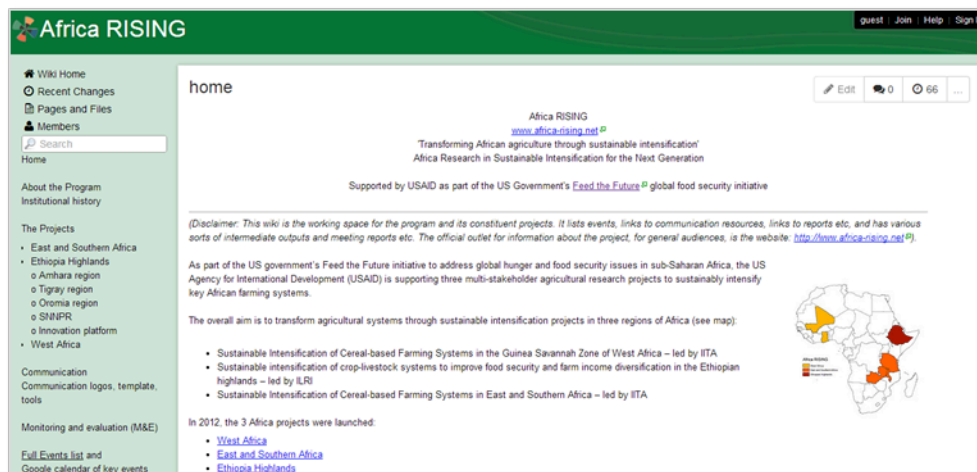 Africa RISING
guest | Join | Help | Sign I
Wiki Home
Recent Changes
Pages and Files
Members
Search
Home
About the Program
Institutional history
The Projects
East and Southern Africa
Ethiopia Highlands
o Amhara region
o Tigray region
o Oromia region
o SNNPR
o Innovation platform
West Africa
Communication
Communication logos, template,
tools
Monitoring and evaluation (M&E)
Full Events list and
Google calendar of key events
home
Edit
0
66
...
Africa RISING
www.africa-rising.net
'Transforming African agriculture through sustainable intensification'
Africa Research in Sustainable Intensification for the Next Generation
Supported by USAID as part of the US Government's Feed the Future global food security initiative
(Disclaimer: This wiki is the working space for the program and its constituent projects. It lists events, links to communication resources, links to reports etc, and has various
sorts of intermediate outputs and meeting reports etc. The official outlet for information about the project, for general audiences, is the website: http://www.africa-rising.net).
As part of the US government's Feed the Future initiative to address global hunger and food security issues in sub-Saharan Africa, the US
Agency for International Development (USAID) is supporting three multi-stakeholder agricultural research projects to sustainably intensify
key African farming systems.
The overall aim is to transform agricultural systems through sustainable intensification projects in three regions of Africa (see map):
Sustainable Intensification of Cereal-based Farming Systems in the Guinea Savannah Zone of West Africa – led by IITA
Sustainable intensification of crop-livestock systems to improve food security and farm income diversification in the Ethiopian
highlands – led by ILRI
Sustainable Intensification of Cereal-based Farming Systems in East and Southern Africa – led by IITA
In 2012, the 3 Africa projects were launched:
West Africa
East and Southern Africa
Ethiopia Highlands
Africa RISING